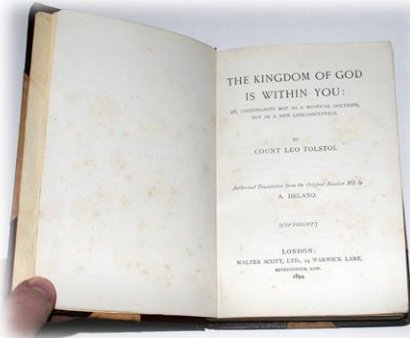 THE KINGDOM OF GOD
IS WITHIN YOU:
OR, CHRISTIANITY NOT AS A MYSTICAL DOCTRINE,
BUT AS A NEW LIFE-CONCEPTION.
BY
COUNT LEO TOLSTOI.
Authorised Translation from the Original Russian MS. by
A. DELANO.
[COPYRIGHT]
LONDON:
WALTER SCOTT, LTD., 24 WARWICK LANE,
PATERNOSTER ROW.
1894